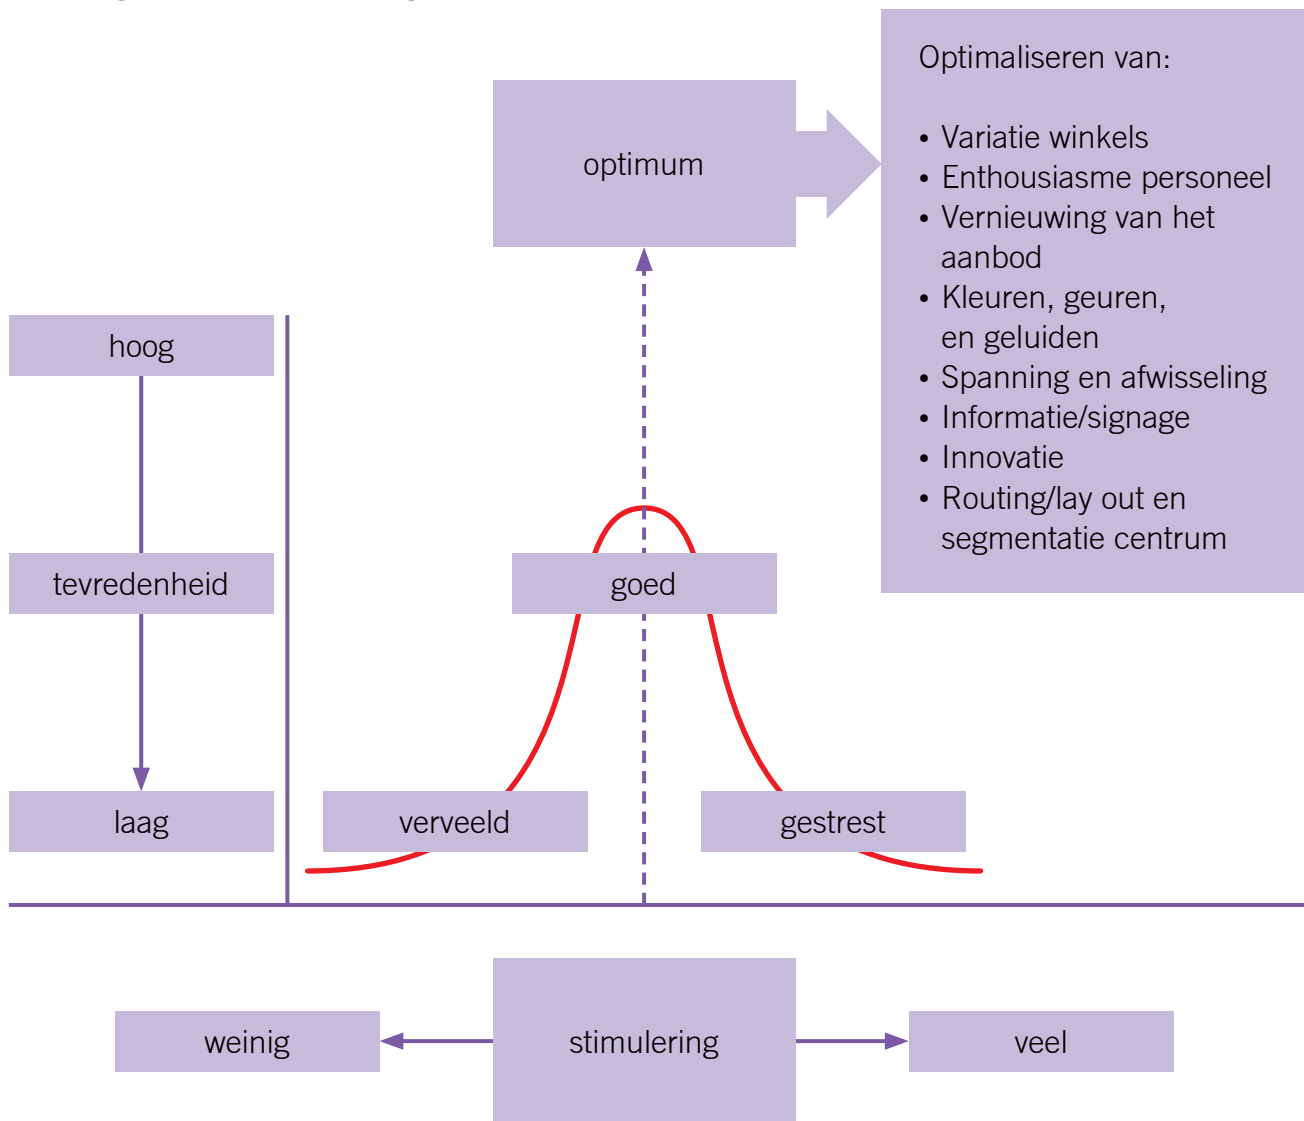 Optimaliseren van:
• Variatie winkels
• Enthousiasme personeel
• Vernieuwing van het
aanbod
• Kleuren, geuren,
en geluiden
• Spanning en afwisseling
• Informatie/signage
• Innovatie
• Routing/lay out en
segmentatie centrum
optimum
hoog
tevredenheid
goed
laag
verveeld
gestrest
weinig
stimulering
veel